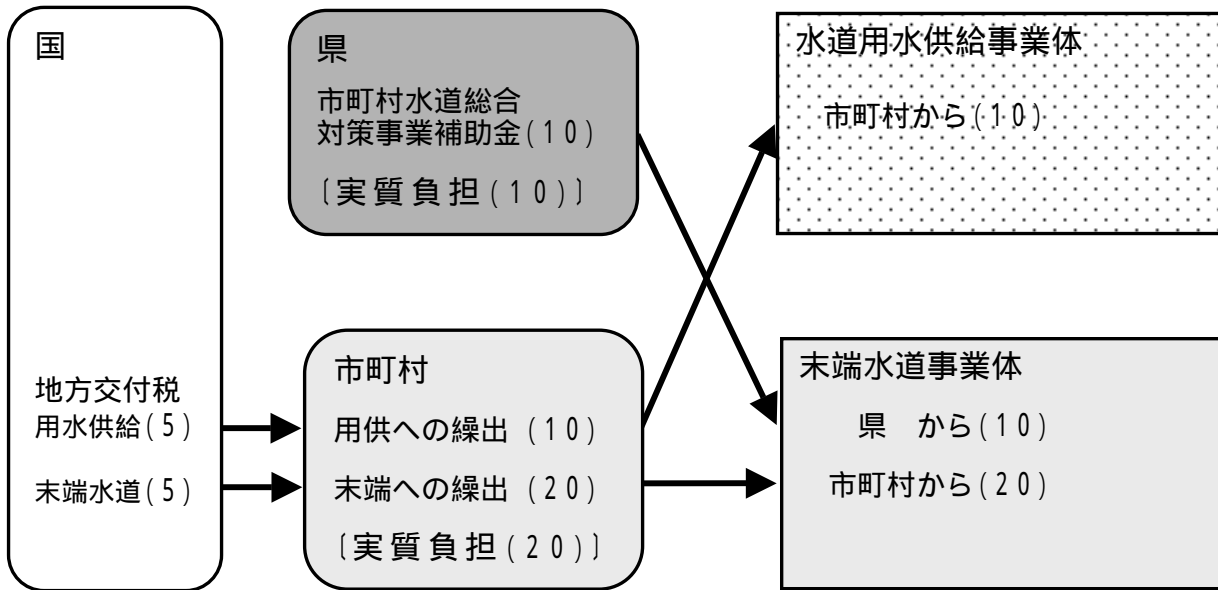 国
地方交付税
用水供給(5)
末端水道(5)
県
市町村水道総合
対策事業補助金(10)
〔実質負担(10)〕
市町村
用供への繰出 (10)
末端への繰出 (20)
〔実質負担(20)〕
水道用水供給事業体
市町村から(10)
末端水道事業体
県 から(10)
市町村から(20)